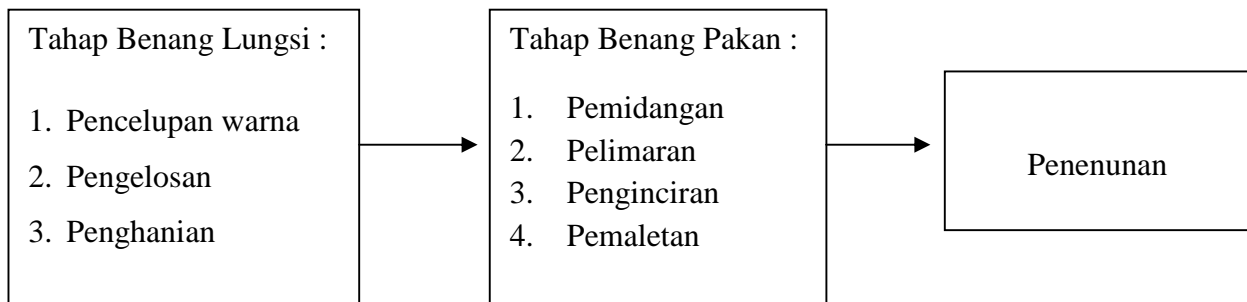 Tahap Benang Lungsi :
1. Pencelupan warna
2. Pengelosan
3. Penghanian
Tahap Benang Pakan :
1. Pemidangan
2. Pelimaran
3. Penginciran
4. Pemaletan
Penenunan